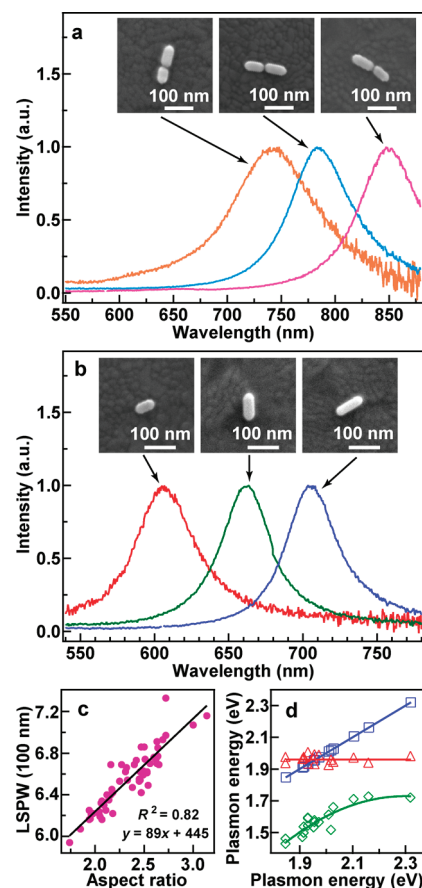 a
100 nm 100 nm 100 nm
1.5
1.0
0.5
0.0
Intensity (a.u.)
550 600 650 700 750 800 850
Wavelength (nm)
b
100 nm 100 nm 100 nm
1.5
1.0
0.5
0.0
Intensity (a.u.)
550 600 650 700 750
Wavelength (nm)
c
7.2
6.8
6.4
6.0
LSPW (100 nm)
R² = 0.82
y = 89x + 445
2.0 2.5 3.0
Aspect ratio
d
2.3
2.1
1.9
1.7
1.5
Plasmon energy (eV)
1.9 2.1 2.3
Plasmon energy (eV)